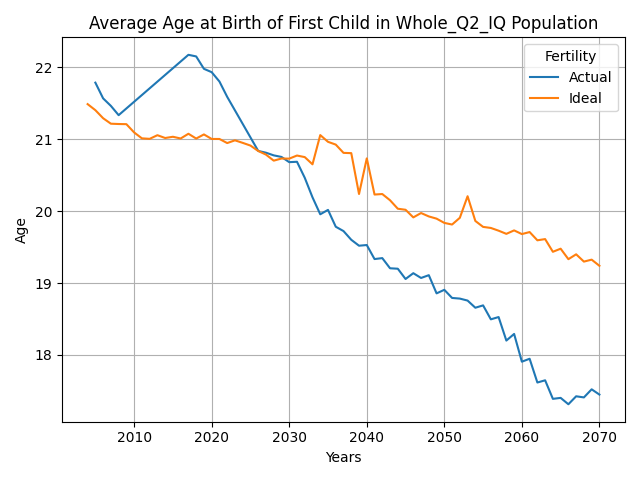 Average Age at Birth of First Child in Whole_Q2_IQ Population
Fertility
Actual
Ideal
22
21
20
19
18
Age
2010 2020 2030 2040 2050 2060 2070
Years